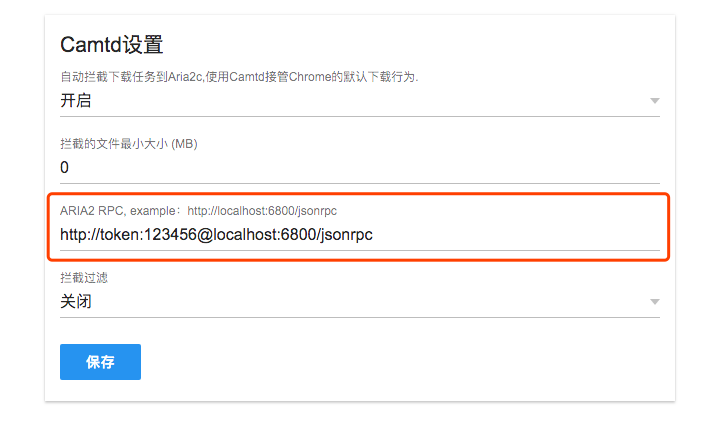 Camtd设置
自动拦截下载任务到Aria2c,使用Camtd接管Chrome的默认下载行为.
开启
拦截的文件最小大小 (MB)
0
ARIA2 RPC, example：http://localhost:6800/jsonrpc
http://token:123456@localhost:6800/jsonrpc
拦截过滤
关闭
保存